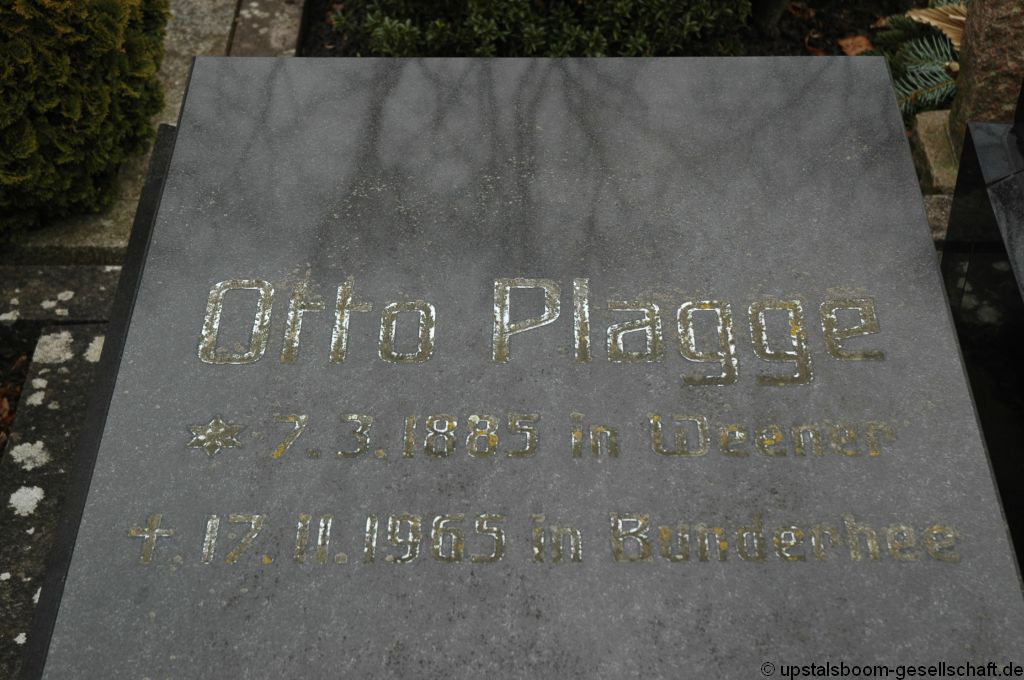 Otto Plagge
* 7.3.1885 in Weener
† 17.11.1965 in Bunderhee
© upstalsboom-gesellschaft.de